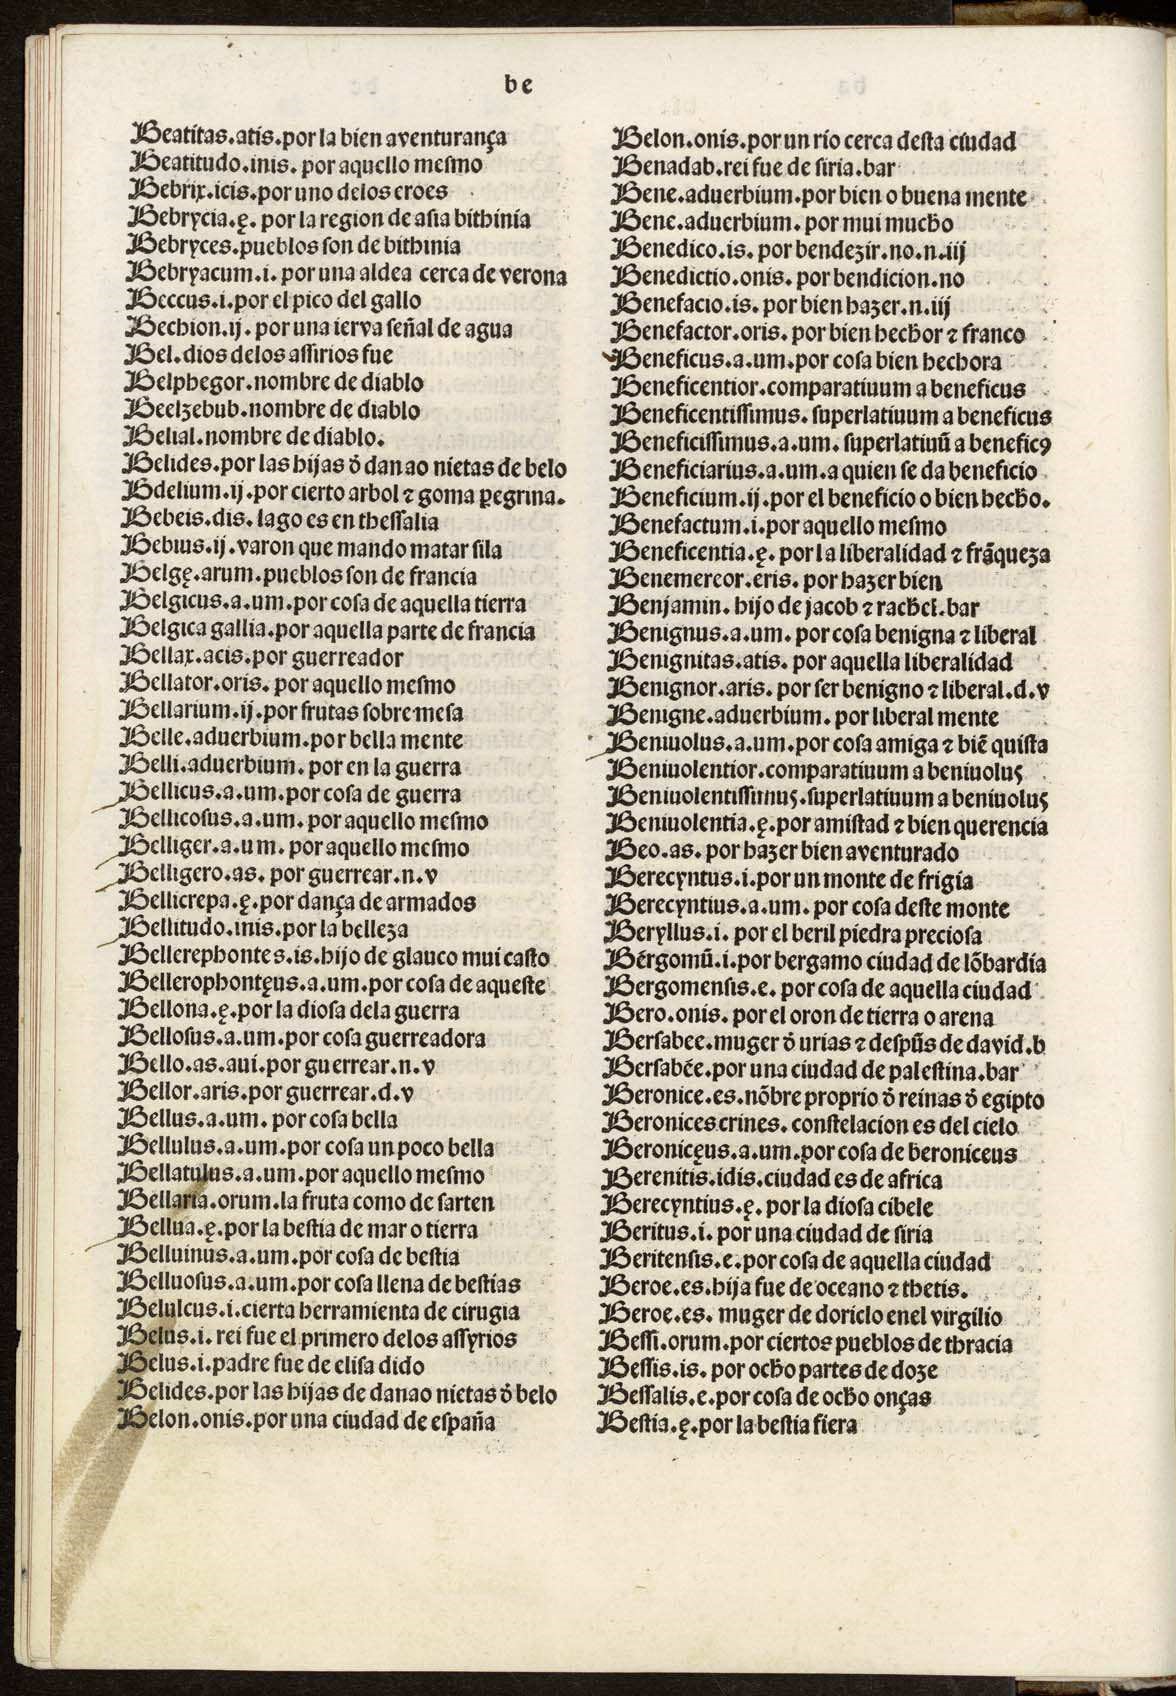 be
Beatitas.atis.por la bien aventurança
Beatitudo.inis. por aquello mesmo
Bebrix.icis.por uno delos eroes
Bebrycia.ę. por la region de asia bithinia
Bebryces.pueblos son de bithinia
Bebryacum.i. por una aldea cerca de verona
Beccus.i.por el pico del gallo
Bechion.ij. por una ierva señal de agua
Bel.dios delos assirios fue
Belphegor.nombre de diablo
Beelzebub.nombre de diablo
Belial.nombre de diablo.
Belides.por las hijas õ danao nietas de belo
Bdelium.ij.por cierto arbol ⁊ goma ꝑegrina.
Bebeis.dis. lago es en thessalia
Bebius.ij.varon que mando matar sila
Belgę.arum.pueblos son de francia
Belgicus.a.um.por cosa de aquella tierra
Belgica gallia.por aquella parte de francia
Bellax.acis.por guerreador
Bellator.oris. por aquello mesmo
Bellarium.ij.por frutas sobre mesa
Belle.aduerbium.por bella mente
Belli.aduerbium. por en la guerra
Bellicus.a.um.por cosa de guerra
Bellicosus.a.um. por aquello mesmo
Belliger.a.um. por aquello mesmo
Belligero.as. por guerrear.n.v
Bellicrepa.ę.por dança de armados
Bellitudo.inis.por la belleza
Bellerephontes.is.hijo de glauco mui casto
Bellerophontęus.a.um.por cosa de aqueste
Bellona.ę.por la diosa dela guerra
Bellosus.a.um.por cosa guerreadora
Bello.as.aui.por guerrear.n.v
Bellor.aris.por guerrear.d.v
Bellus.a.um. por cosa bella
Bellulus.a.um.por cosa un poco bella
Bellatulus.a.um.por aquello mesmo
Bellaria.orum.la fruta como de sarten
Bellua.ę.por la bestia de mar o tierra
Belluinus.a.um.por cosa de bestia
Belluosus.a.um.por cosa llena de bestias
Belulcus.i.cierta herramienta de cirugia
Belus.i. rei fue el primero delos assyrios
Belus.i.padre fue de elisa dido
Belides.por las hijas de danao nietas õ belo
Belon.onis.por una ciudad de españa
Belon.onis.por un rio cerca desta ciudad
Benadab.rei fue de siria.bar
Bene.aduerbium.por bien o buena mente
Bene.aduerbium. por mui mucho
Benedico.is. por bendezir.no.n.iij
Benedictio.onis. por bendicion.no
Benefacio.is. por bien hazer.n.iij
Benefactor.oris. por bien hechor ⁊ franco
Beneficus.a.um.por cosa bien hechora
Beneficentior.comparatiuum a beneficus
Beneficentissimus. superlatiuum a beneficus
Beneficissimus.a.um. superlatiuũ a beneficꝯ
Beneficiarius.a.um.a quien se da beneficio
Beneficium.ij.por el beneficio o bien hecho.
Benefactum.i.por aquello mesmo
Beneficentia.ę. por la liberalidad ⁊ frãqueza
Benemereor.eris. por hazer bien
Benjamin. hijo de jacob ⁊ rachel.bar
Benignus.a.um. por cosa benigna ⁊ liberal
Benignitas.atis. por aquella liberalidad
Benignor.aris. por ser benigno ⁊ liberal.d.v
Benigne.aduerbium. por liberal mente
Beniuolus.a.um.por cosa amiga ⁊ biẽ quista
Beniuolentior.comparatiuum a beniuolus
Beniuolentissimus.superlatiuum a beniuolus
Beniuolentia.ę.por amistad ⁊ bien querencia
Beo.as. por hazer bien aventurado
Berecyntus.i.por un monte de frigia
Berecyntius.a.um. por cosa deste monte
Beryllus.i. por el beril piedra preciosa
Bẽrgomũ.i.por bergamo ciudad de lõbardia
Bergomensis.e. por cosa de aquella ciudad
Bero.onis. por el oron de tierra o arena
Bersabee.muger õ urias ⁊ despũs de david.b
Bersabẽe.por una ciudad de palestina.bar
Beronice.es.nõbre proprio õ reinas õ egipto
Beronices crines. constelacion es del cielo
Beronicęus.a.um.por cosa de beroniceus
Berenitis.idis.ciudad es de africa
Berecyntius.ę. por la diosa cibele
Beritus.i. por una ciudad de siria
Beritensis.e.por cosa de aquella ciudad
Beroe.es.hija fue de oceano ⁊ thetis.
Beroe.es. muger de doriclo enel virgilio
Bessi.orum.por ciertos pueblos de thracia
Bessis.is. por ocho partes de doze
Bessalis.e.por cosa de ocho onças
Bestia.ę.por la bestia fiera